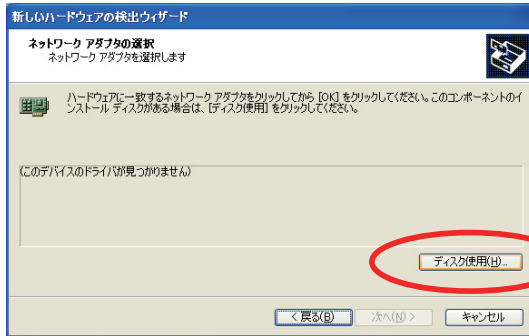 新しいハードウェアの検出ウィザード
ネットワーク アダプタの選択
ネットワーク アダプタを選択します
ハードウェアに一致するネットワーク アダプタをクリックしてから [OK] をクリックしてください。このコンポーネントのイ
ンストール ディスクがある場合は、[ディスク使用] をクリックしてください。
(このデバイスのドライバが見つかりません)
ディスク使用(H)...
< 戻る(B)
次へ(N) >
キャンセル